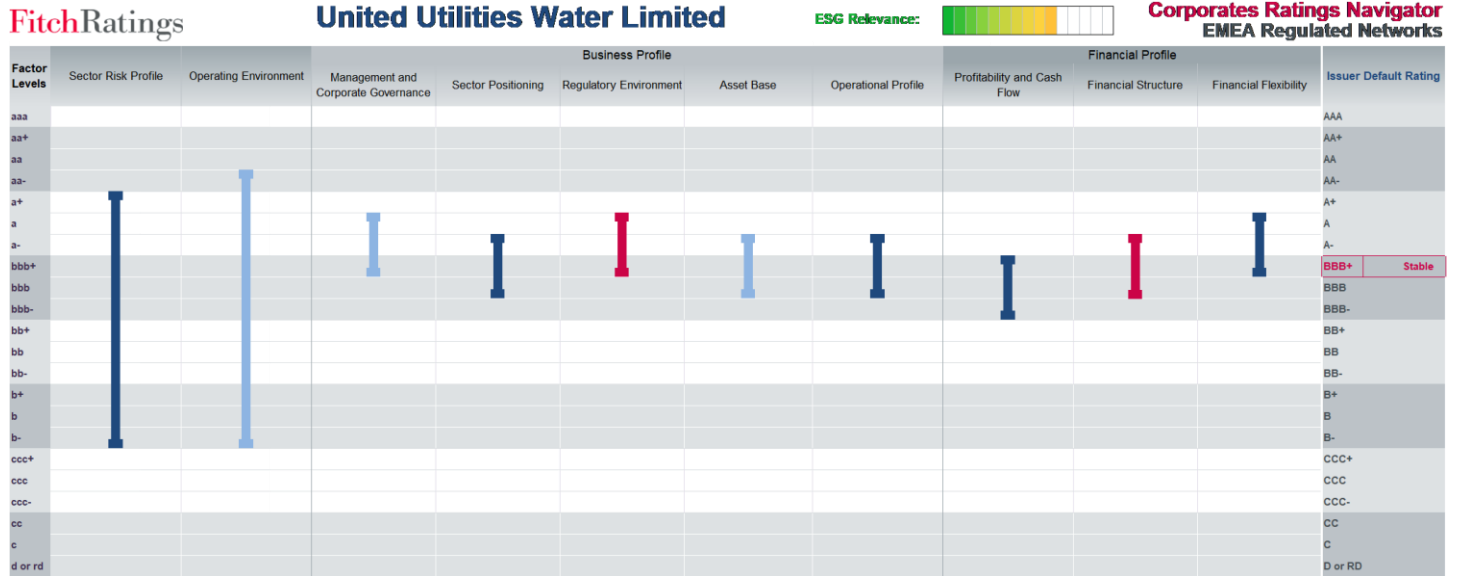 FitchRatings
United Utilities Water Limited
ESG Relevance:
Corporates Ratings Navigator
EMEA Regulated Networks
Factor
Levels
Sector Risk Profile
Operating Environment
Business Profile
Management and
Corporate Governance
Sector Positioning
Regulatory Environment
Asset Base
Operational Profile
Financial Profile
Profitability and Cash
Flow
Financial Structure
Financial Flexibility
Issuer Default Rating
aaa AAA
aa+ AA+
aa AA
aa- AA-
a+ A+
a A
a- A-
bbb+ BBB+ Stable
bbb BBB
bbb- BBB-
bb+ BB+
bb BB
bb- BB-
b+ B+
b B
b- B-
ccc+ CCC+
ccc CCC
ccc- CCC-
cc CC
c C
d or rd D or RD